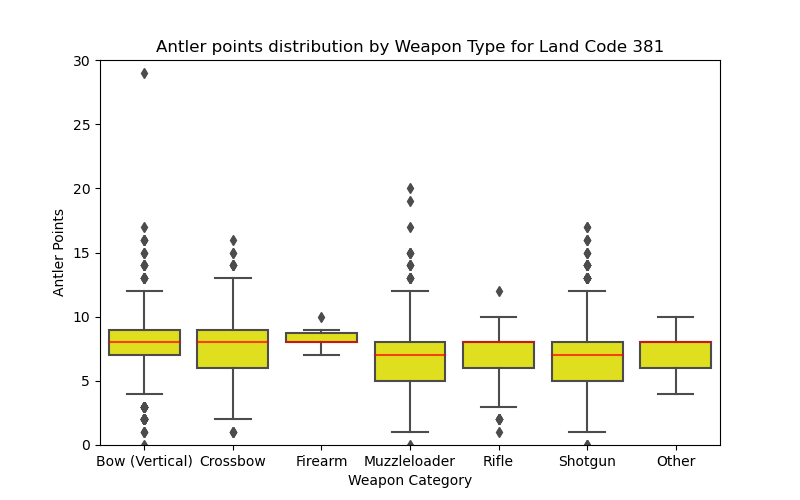 Antler points distribution by Weapon Type for Land Code 381
30
25
20
15
10
5
0
Antler Points
Bow (Vertical) Crossbow Firearm Muzzleloader Rifle Shotgun Other
Weapon Category